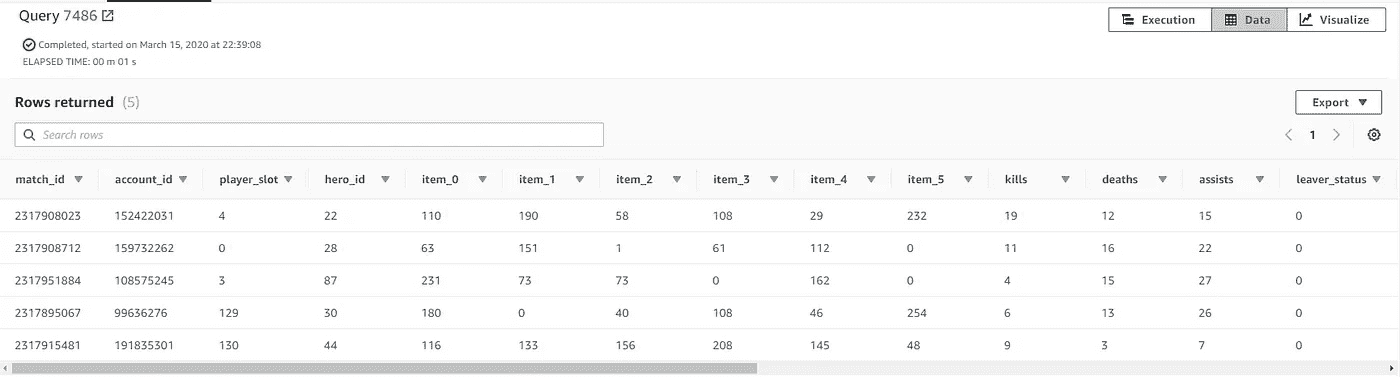 Query 7486
Execution Data Visualize
Completed, started on March 15, 2020 at 22:39:08
ELAPSED TIME: 00 m 01 s
Rows returned (5)
Export
Search rows
1
match_id account_id player_slot hero_id item_0 item_1 item_2 item_3 item_4 item_5 kills deaths assists leaver_status
2317908023 152422031 4 22 110 190 58 108 29 232 19 12 15 0
2317908712 159732262 0 28 63 151 1 61 112 0 11 16 22 0
2317951884 108575245 3 87 231 73 73 0 162 0 4 15 27 0
2317895067 99636276 129 30 180 0 40 108 46 254 6 13 26 0
2317915481 191835301 130 44 116 133 156 208 145 48 9 3 7 0